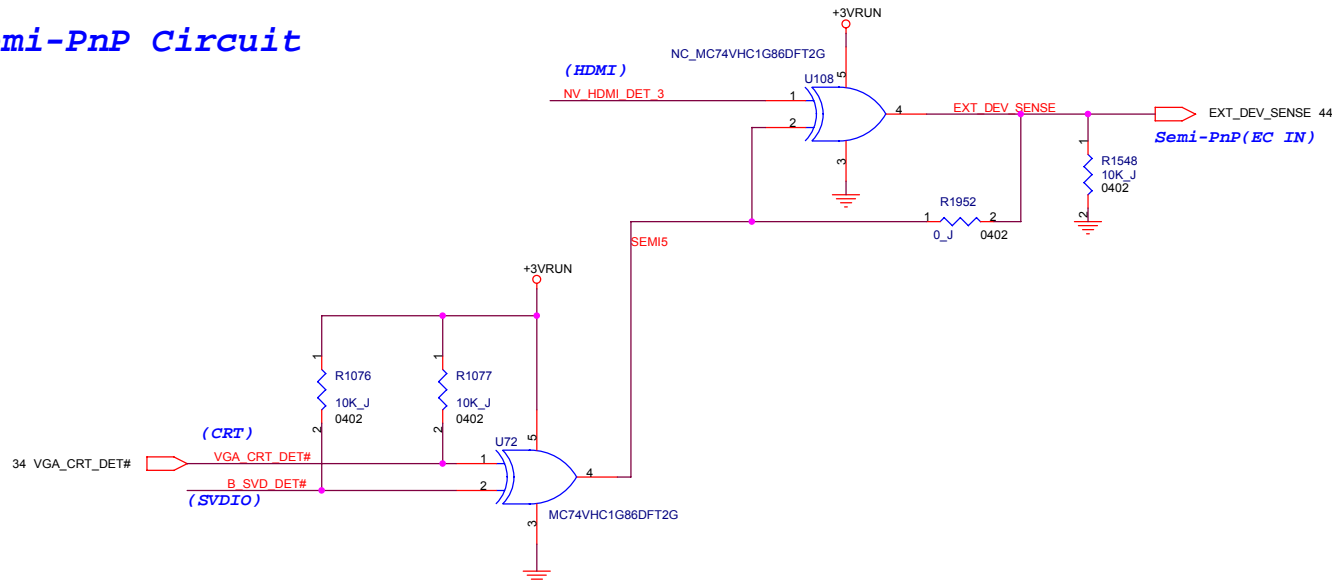 mi-PnP Circuit
+3VRUN
NC_MC74VHC1G86DFT2G
(HDMI)
U108
NV_HDMI_DET_3
1
2
5
4
3
EXT_DEV_SENSE
EXT_DEV_SENSE 44
Semi-PnP(EC IN)
1
R1548
10K_J
0402
2
R1952
1
2
0_J
0402
SEMI5
+3VRUN
1
R1076
10K_J
0402
2
1
R1077
10K_J
0402
2
(CRT)
U72
5
34 VGA_CRT_DET#
VGA_CRT_DET#
1
4
B_SVD_DET#
2
(SVDIO)
3
MC74VHC1G86DFT2G